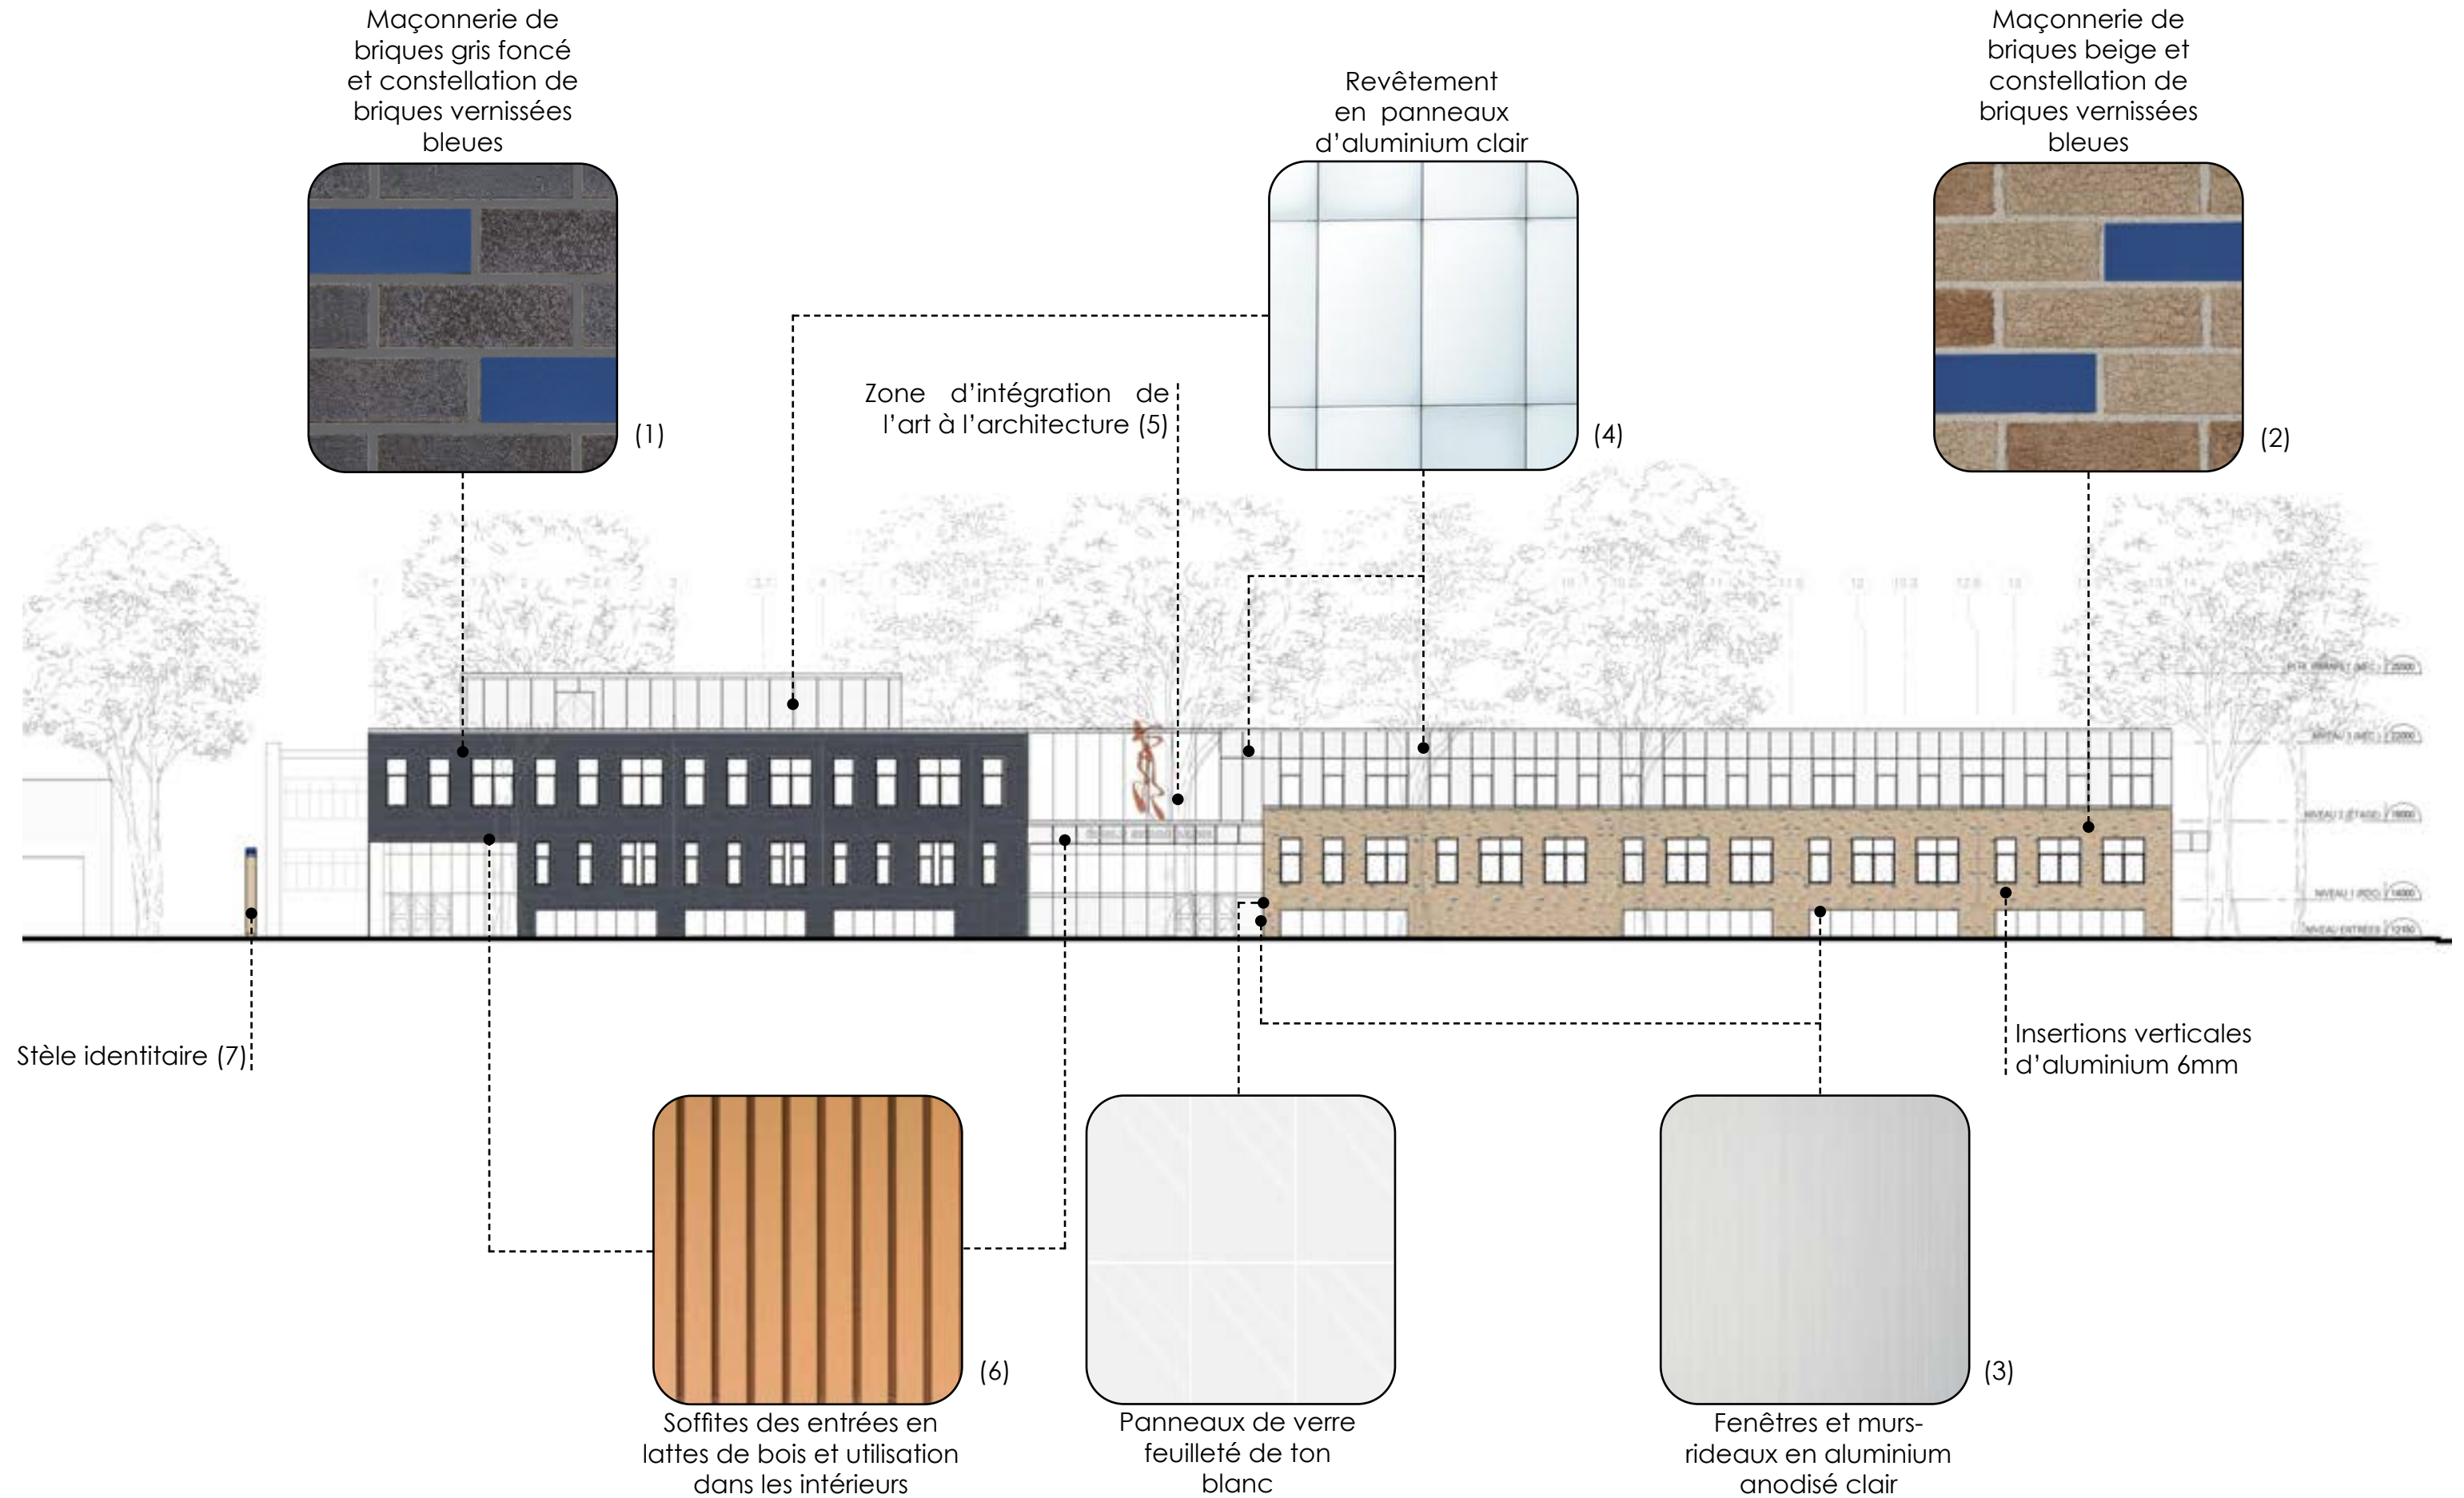 Maçonnerie de
briques gris foncé
et constellation de
briques vernissées
bleues
(1)
Revêtement
en panneaux
d’aluminium clair
(4)
Maçonnerie de
briques beige et
constellation de
briques vernissées
bleues
(2)
Zone d’intégration de
l’art à l’architecture (5)
Stèle identitaire (7)
Insertions verticales
d’aluminium 6mm
(6)
Soffites des entrées en
lattes de bois et utilisation
dans les intérieurs
Panneaux de verre
feuilleté de ton
blanc
(3)
Fenêtres et murs-
rideaux en aluminium
anodisé clair